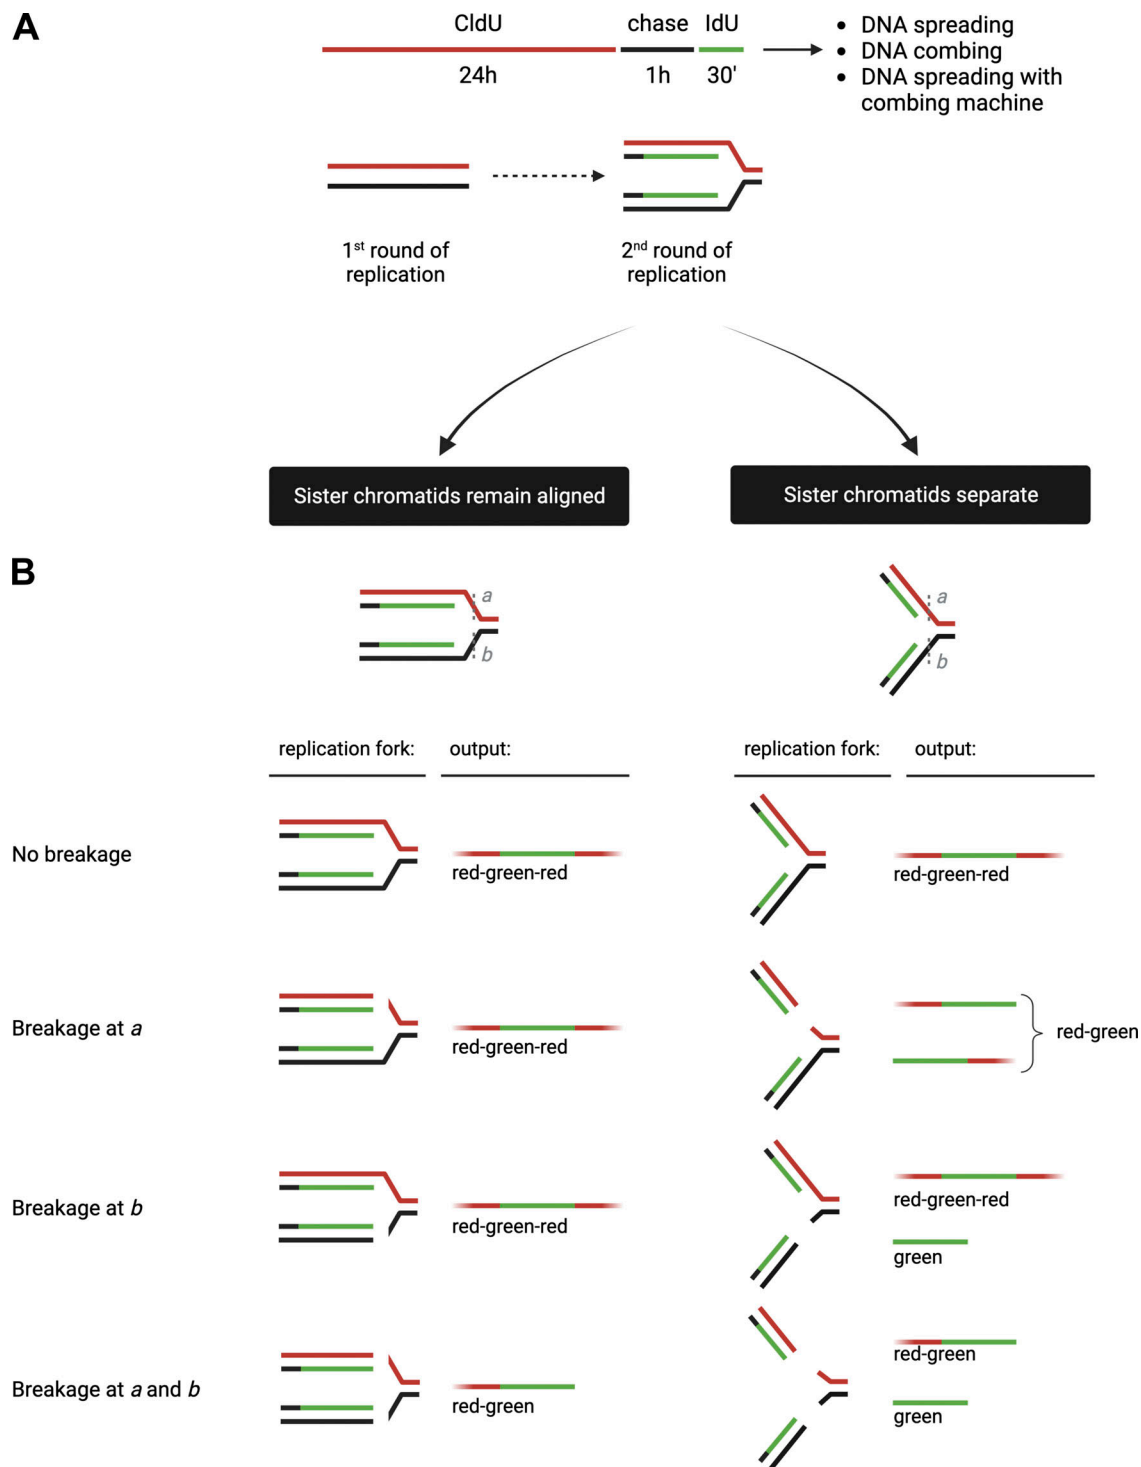 A
CldU chase IdU
24h 1h 30'
• DNA spreading
• DNA combing
• DNA spreading with
combing machine
1st round of
replication
2nd round of
replication
Sister chromatids remain aligned
Sister chromatids separate
B
a
b
a
b
replication fork: output:
replication fork: output:
No breakage
red-green-red
red-green-red
Breakage at a
red-green-red
red-green
Breakage at b
red-green-red
red-green-red
green
Breakage at a and b
red-green
red-green
green